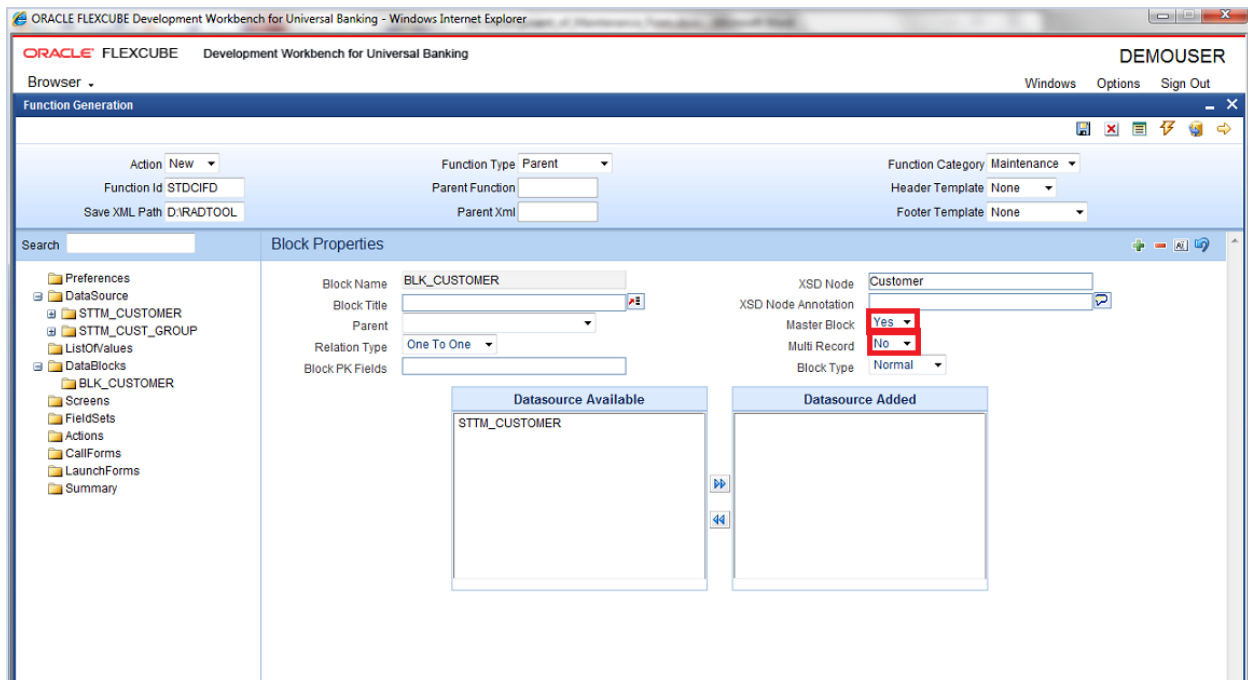 ORACLE FLEXCUBE Development Workbench for Universal Banking - Windows Internet Explorer
ORACLE FLEXCUBE Development Workbench for Universal Banking DEMOUSER
Browser Windows Options Sign Out
Function Generation
Action New Function Type Parent Function Category Maintenance
Function Id STDCIFD Parent Function Header Template None
Save XML Path D:\RADTOOL Parent Xml Footer Template None
Search Block Properties
Preferences
DataSource
STTM_CUSTOMER
STTM_CUST_GROUP
ListOfValues
DataBlocks
BLK_CUSTOMER
Screens
FieldSets
Actions
CallForms
LaunchForms
Summary
Block Name BLK_CUSTOMER XSD Node Customer
Block Title XSD Node Annotation
Parent Master Block Yes
Relation Type One To One Multi Record No
Block PK Fields Block Type Normal
Datasource Available Datasource Added
STTM_CUSTOMER